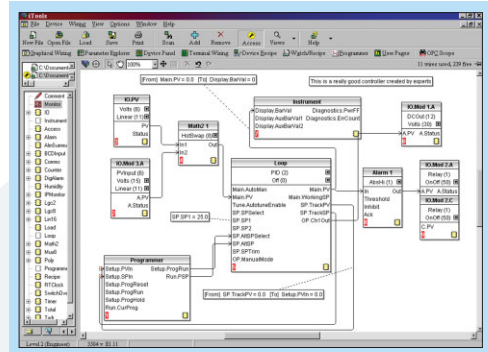 iTools
File Device Wiring View Options Window Help
New File Open File Load Save Print Scan Add Remove Access Views Help
Graphical Wiring Parameter Explorer Device Panel Terminal Wiring Device Recipe Watch/Recipe Programmer User Pages OPC Scope
100%
11 wires used, 239 free
C:\Document
C:\Document
Comment
Monitor
IO
Instrument
Access
Alarm
AlmSumm
BCDInput
Comms
Counter
DigAlarm
Humidity
IPMonitor
Lgc2
Lgc8
Lin16
Load
Loop
Math2
Mux8
Poly
Programme
Recipe
RTClock
SwitchOve
Timer
Total
Txdr
[From] Main.PV = 0.0 [To] Display.BarVal = 0
This is a really good controller created by experts
IO.PV
Volts (6)
Linear (11)
PV
Status
IO.Mod 3.A
PVInput (6)
Volts (15)
Linear (11)
A.PV
Status
Math2 1
HotSwap (8)
In1 Out
In2
Instrument
Display.BarVal Diagnostics.PwrFF
Display.AuxBarVal1 Diagnostics.ErrCount
Display.AuxBarVal2
IO.Mod 1.A
DCOut (12)
Volts (30)
A.PV A.Status
Loop
PID (2)
Off (0)
Main.AutoMan Main.PV
Main.PV Main.WorkingSP
Tune.AutotuneEnable SP.TrackPV
SP.SPSelect SP.TrackSP
SP.SP1 OP.Ch1Out
SP.SP2
SP.AltSPSelect
SP.AltSP
SP.SPTrim
OP.ManualMode
SP.SP1 = 25.0
Alarm 1
AbsHi (1)
In Out
Threshold
Inhibit
Ack
IO.Mod 2.A
Relay (1)
OnOff (50)
A.PV A.Status
IO.Mod 2.C
Relay (1)
OnOff (50)
C.PV
Programmer
Setup.PVIn Setup.ProgRun
Setup.SPIn Run.PSP
Setup.ProgReset
Setup.ProgRun
Setup.ProgHold
Run.CurProg
[From] SP.TrackPV = 0.0 [To] Setup.PVIn = 0.0
Level 2 (Engineer) 3504 v. E1.11